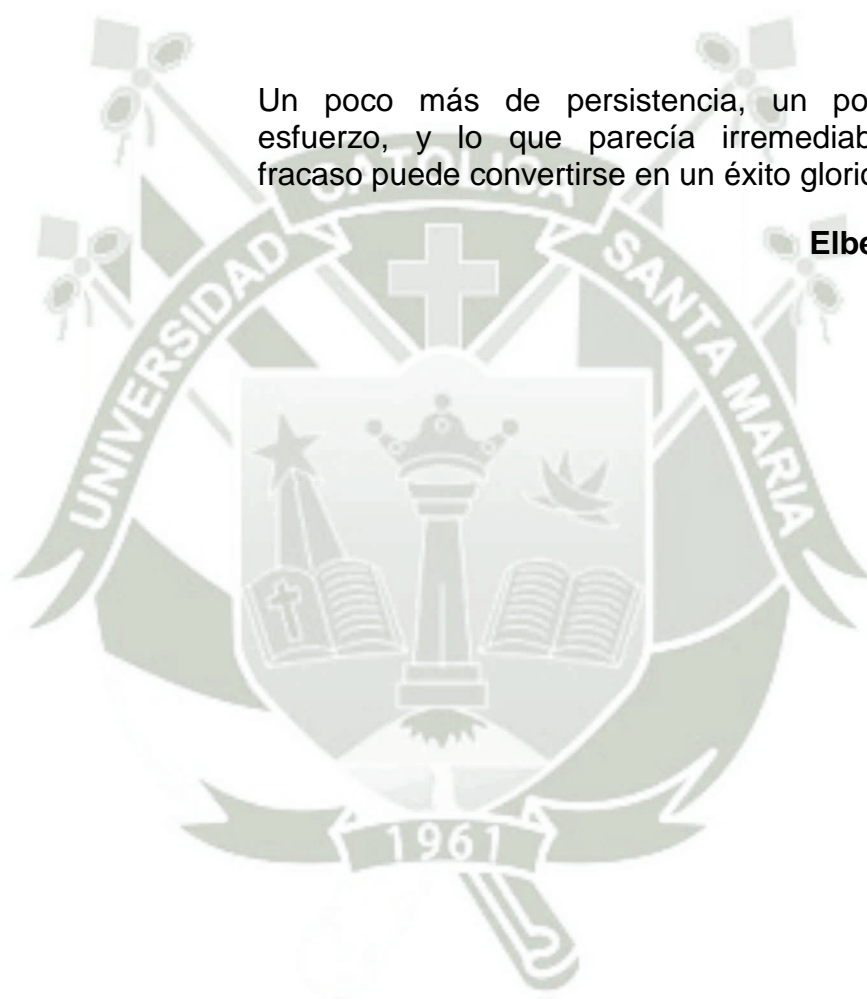 Un poco más de persistencia, un po
esfuerzo, y lo que parecía irremediab
fracaso puede convertirse en un éxito glorio
Elbe
UNIVERSIDAD CATOLICA SANTA MARIA
1961